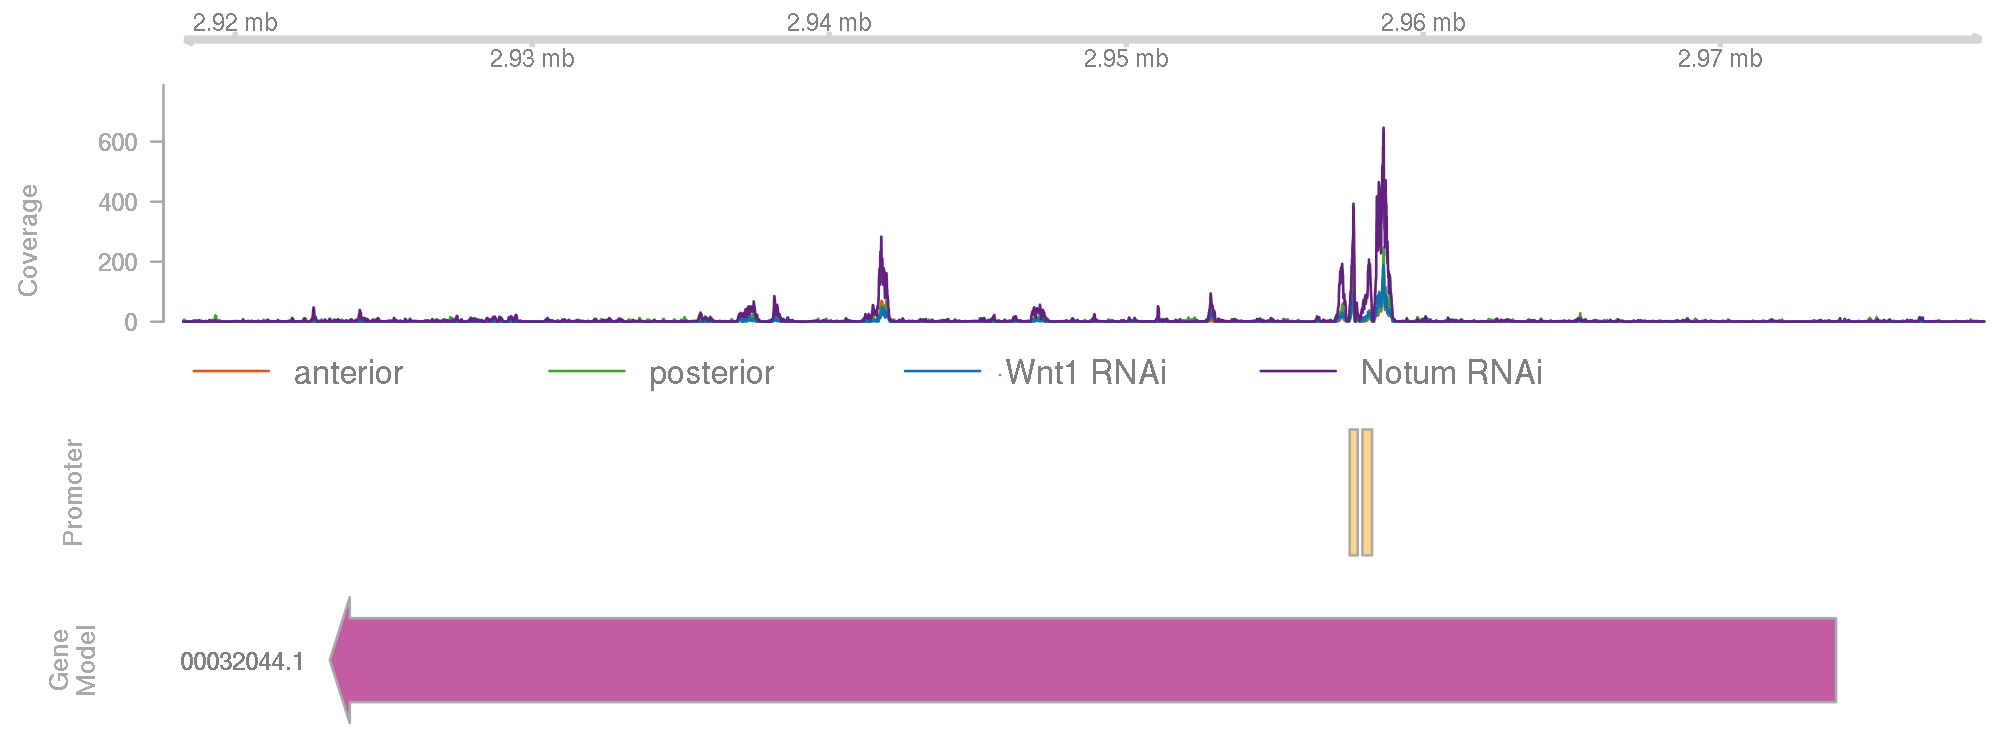 2.92 mb
2.94 mb
2.96 mb
2.93 mb
2.95 mb
2.97 mb
Coverage
600
400
200
0
anterior
posterior
Wnt1 RNAi
Notum RNAi
Promoter
Gene
Model
00032044.1